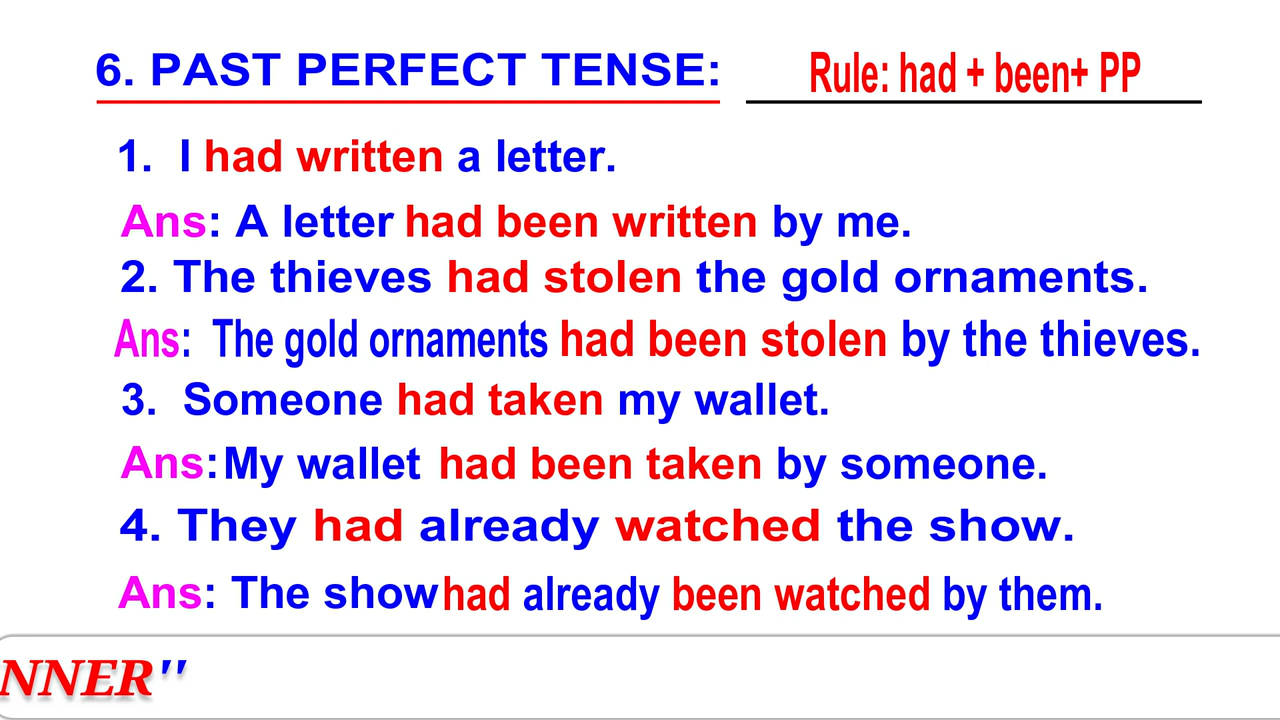 6. PAST PERFECT TENSE: Rule: had + been+ PP
1. I had written a letter.
Ans: A letter had been written by me.
2. The thieves had stolen the gold ornaments.
Ans: The gold ornaments had been stolen by the thieves.
3. Someone had taken my wallet.
Ans: My wallet had been taken by someone.
4. They had already watched the show.
Ans: The show had already been watched by them.
NNER"